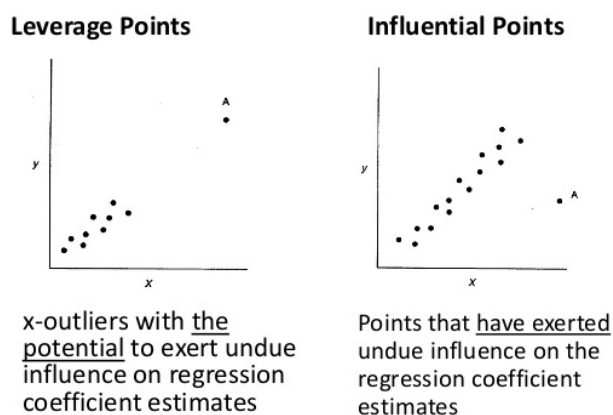 Leverage Points
A
y
x
x-outliers with the
potential to exert undue
influence on regression
coefficient estimates
Influential Points
y
A
x
Points that have exerted
undue influence on the
regression coefficient
estimates